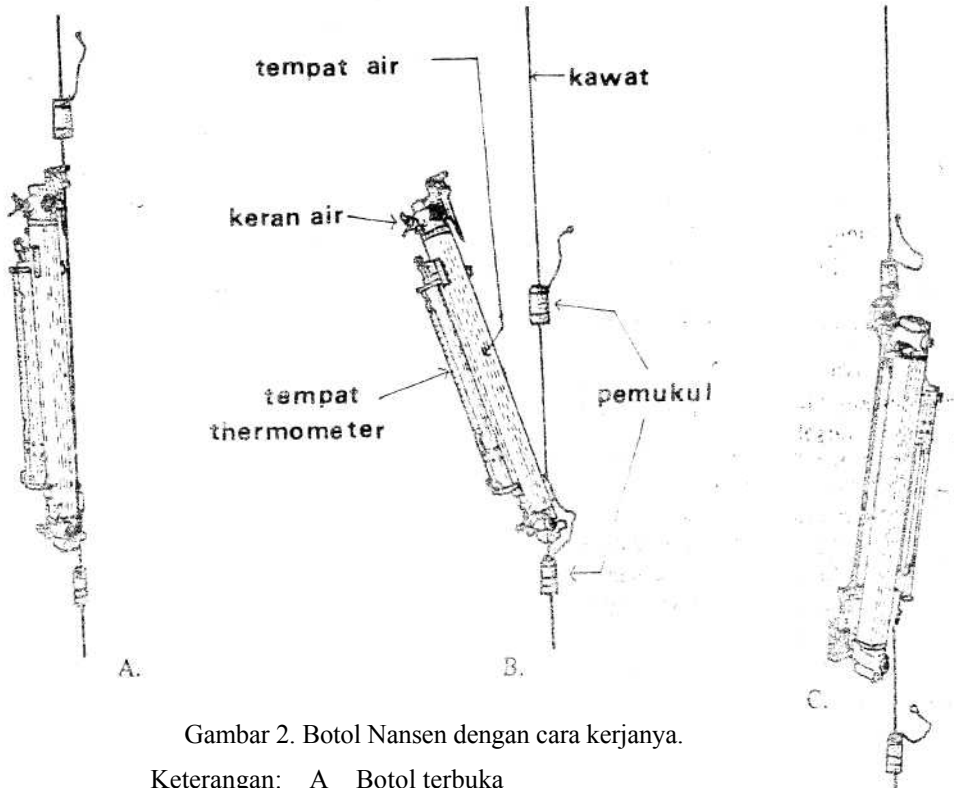 tempat air
kawat
keran air
tempat
thermometer
pemukul
A.
B.
C.
Gambar 2. Botol Nansen dengan cara kerjanya.
Keterangan: A Botol terbuka